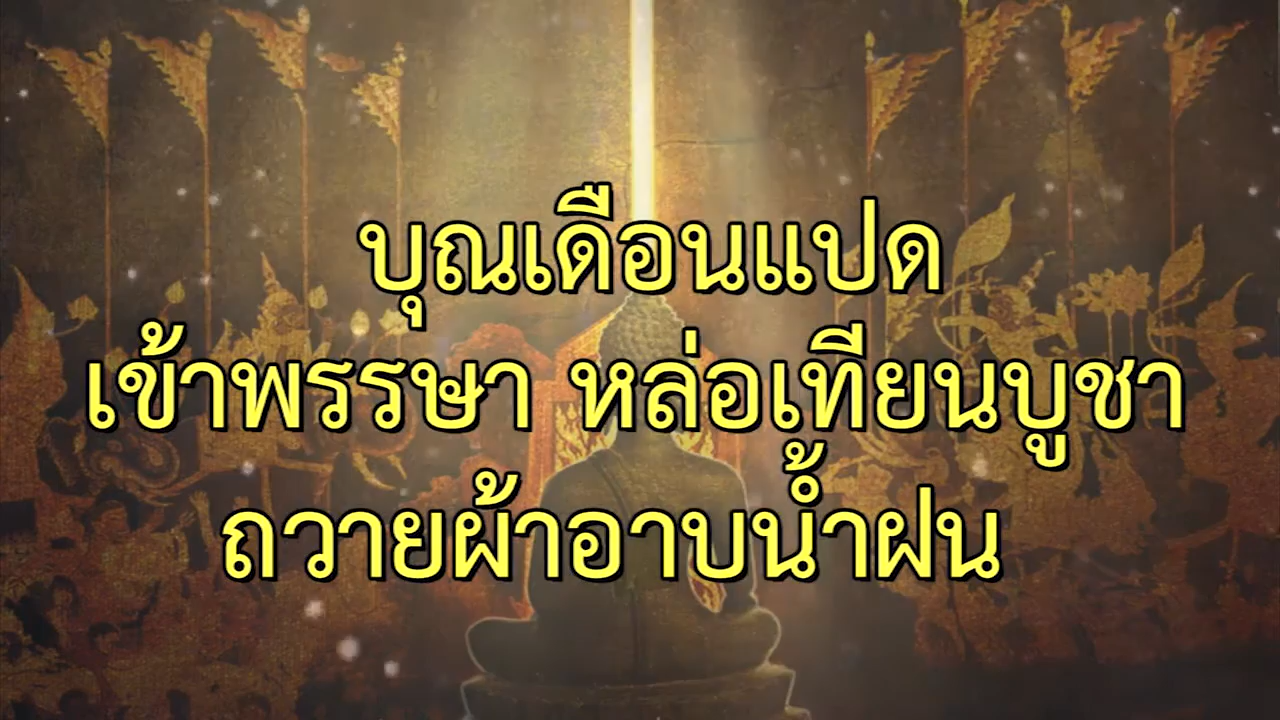 บุณเดือนแปด
เข้าพรรษา หล่อเทียนบูชา
ถวายผ้าอาบน้ำฝน